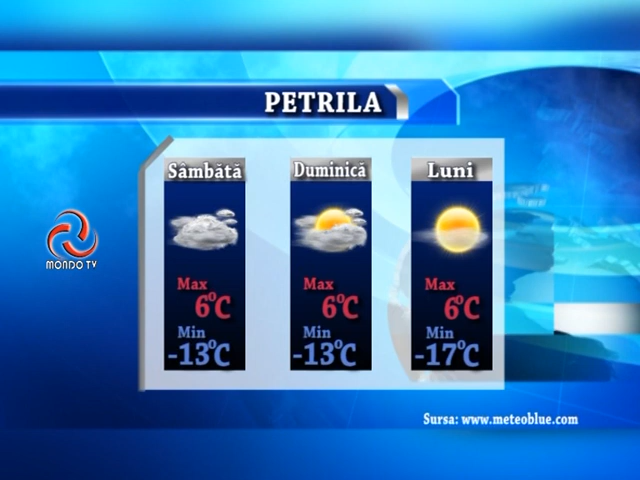 PETRILA
Sâmbătă
Duminică
Luni
Max
6°C
Min
-13°C
Max
6°C
Min
-13°C
Max
6°C
Min
-17°C
MONDO TV
Sursa: www.meteoblue.com